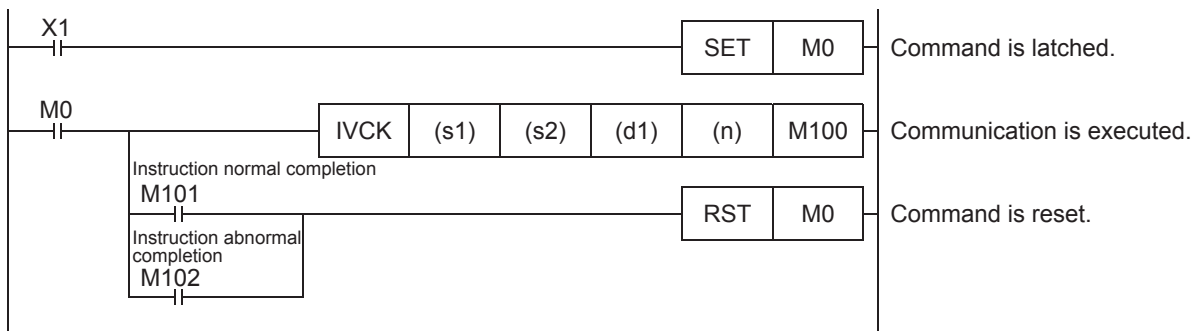 X1
SET M0 Command is latched.
M0
IVCK (s1) (s2) (d1) (n) M100 Communication is executed.
Instruction normal completion
M101
RST M0 Command is reset.
Instruction abnormal
completion
M102